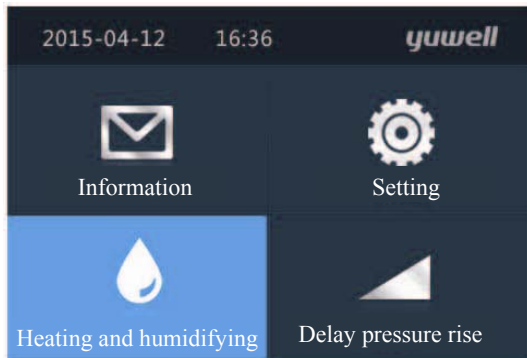 2015-04-12 16:36 yuwell
Information Setting
Heating and humidifying Delay pressure rise